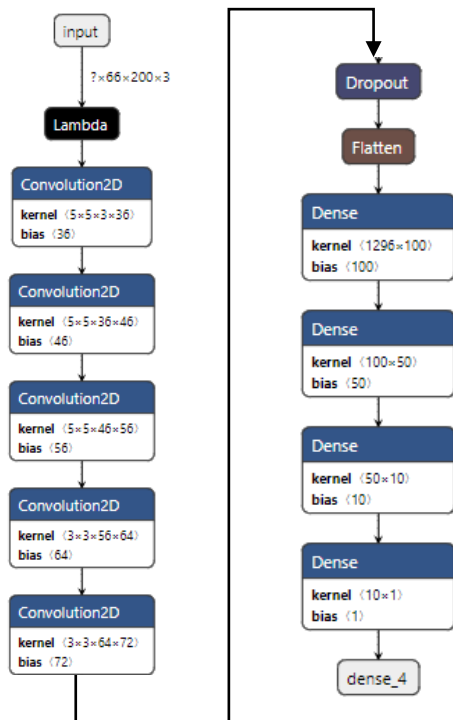 input
?×66×200×3
Lambda
Convolution2D
kernel ⟨5×5×3×36⟩
bias ⟨36⟩
Convolution2D
kernel ⟨5×5×36×46⟩
bias ⟨46⟩
Convolution2D
kernel ⟨5×5×46×56⟩
bias ⟨56⟩
Convolution2D
kernel ⟨3×3×56×64⟩
bias ⟨64⟩
Convolution2D
kernel ⟨3×3×64×72⟩
bias ⟨72⟩
Dropout
Flatten
Dense
kernel ⟨1296×100⟩
bias ⟨100⟩
Dense
kernel ⟨100×50⟩
bias ⟨50⟩
Dense
kernel ⟨50×10⟩
bias ⟨10⟩
Dense
kernel ⟨10×1⟩
bias ⟨1⟩
dense_4